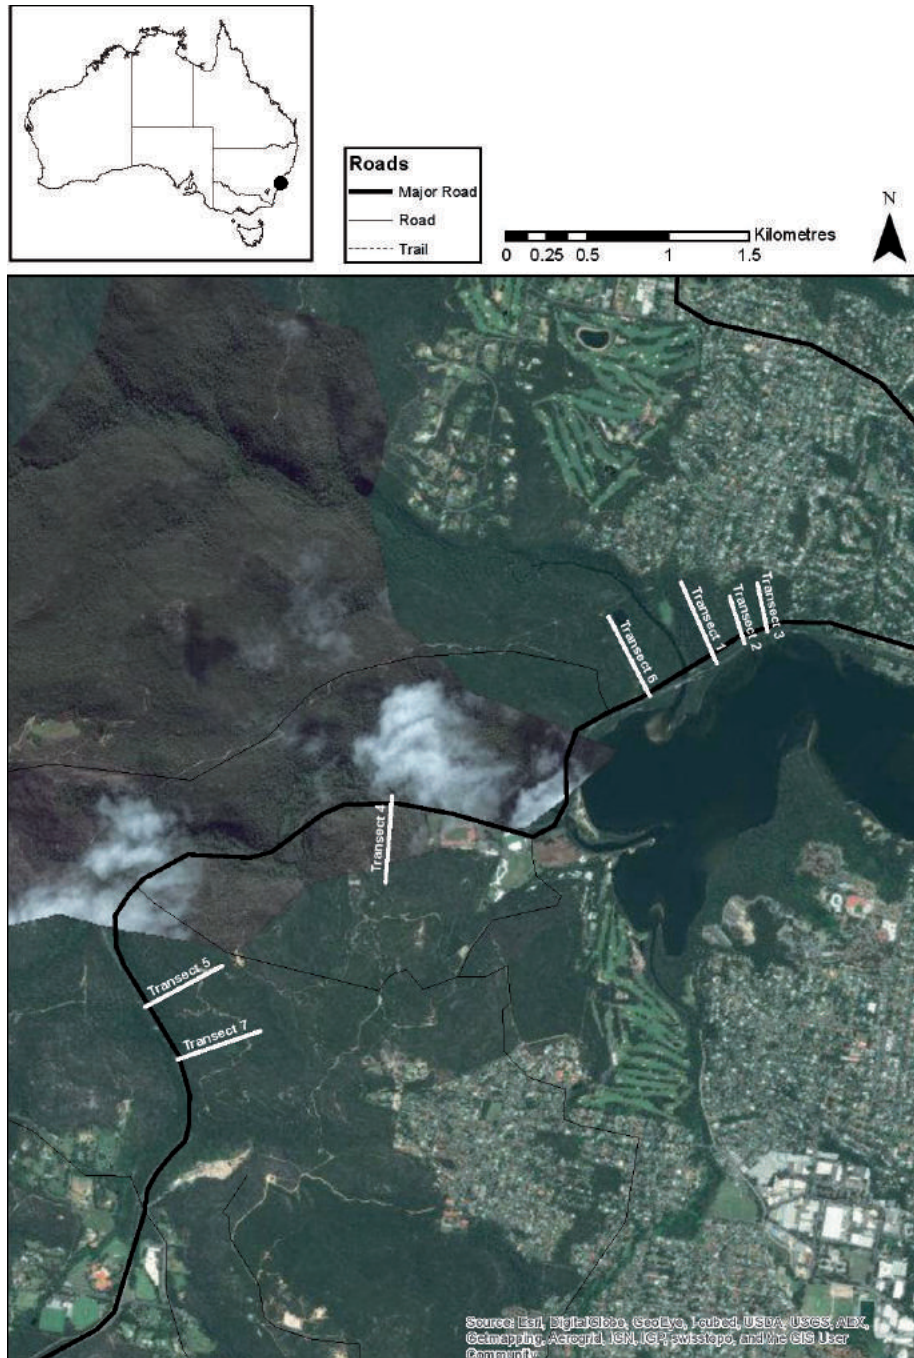 Roads
Major Road
Road
Trail
Kilometres
0 0.25 0.5 1 1.5
N
Transect 6
Transect 1
Transect 2
Transect 3
Transect 4
Transect 5
Transect 7
Source: Esri, DigitalGlobe, GeoEye, i-cubed, USDA, USGS, AEX,
Getmapping, Aerogrid, IGN, IGP, swisstopo, and the GIS User
Community